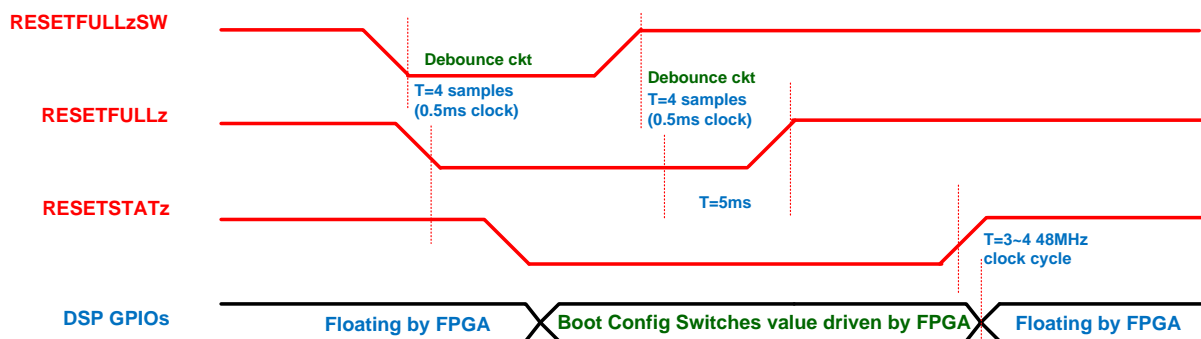 RESETFULLzSW
Debounce ckt
T=4 samples
(0.5ms clock)
Debounce ckt
T=4 samples
(0.5ms clock)
RESETFULLz
T=5ms
RESETSTATz
T=3~4 48MHz
clock cycle
DSP GPIOs
Floating by FPGA
Boot Config Switches value driven by FPGA
Floating by FPGA